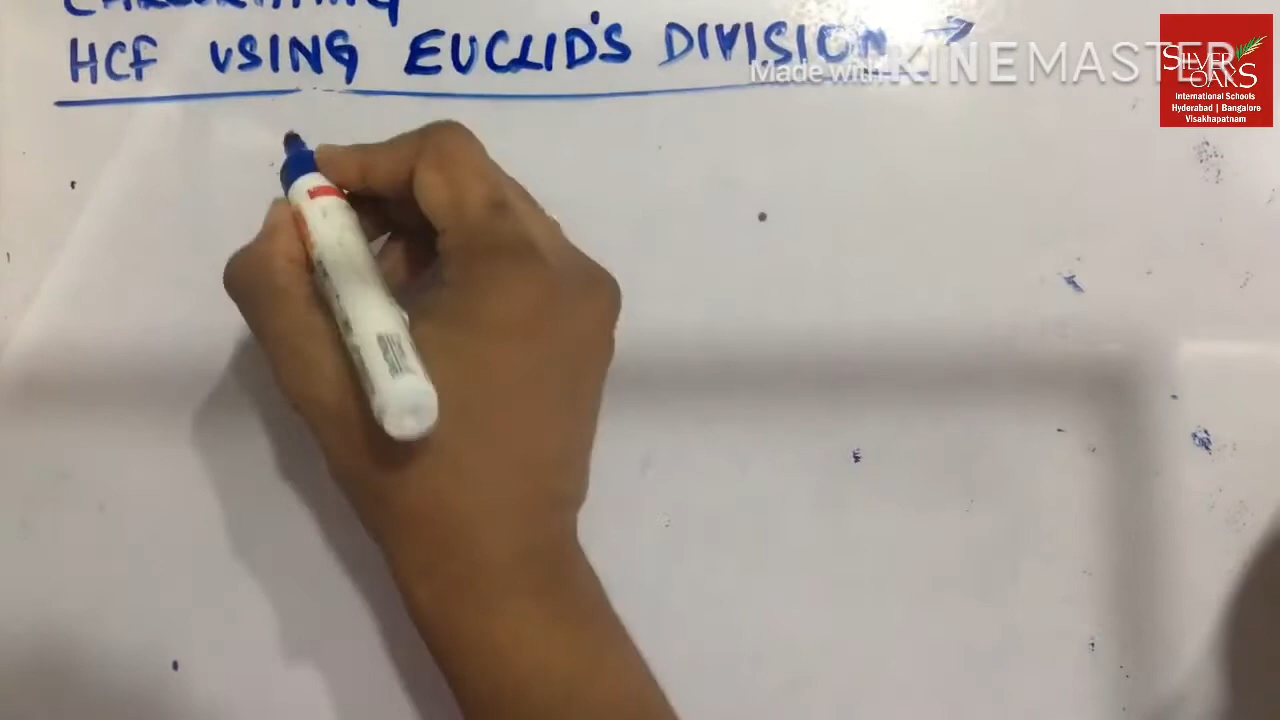 HCF USING EUCLID'S DIVISION →
Made with KINEMASTER
SILVER
OAKS
International Schools
Hyderabad | Bangalore
Visakhapatnam